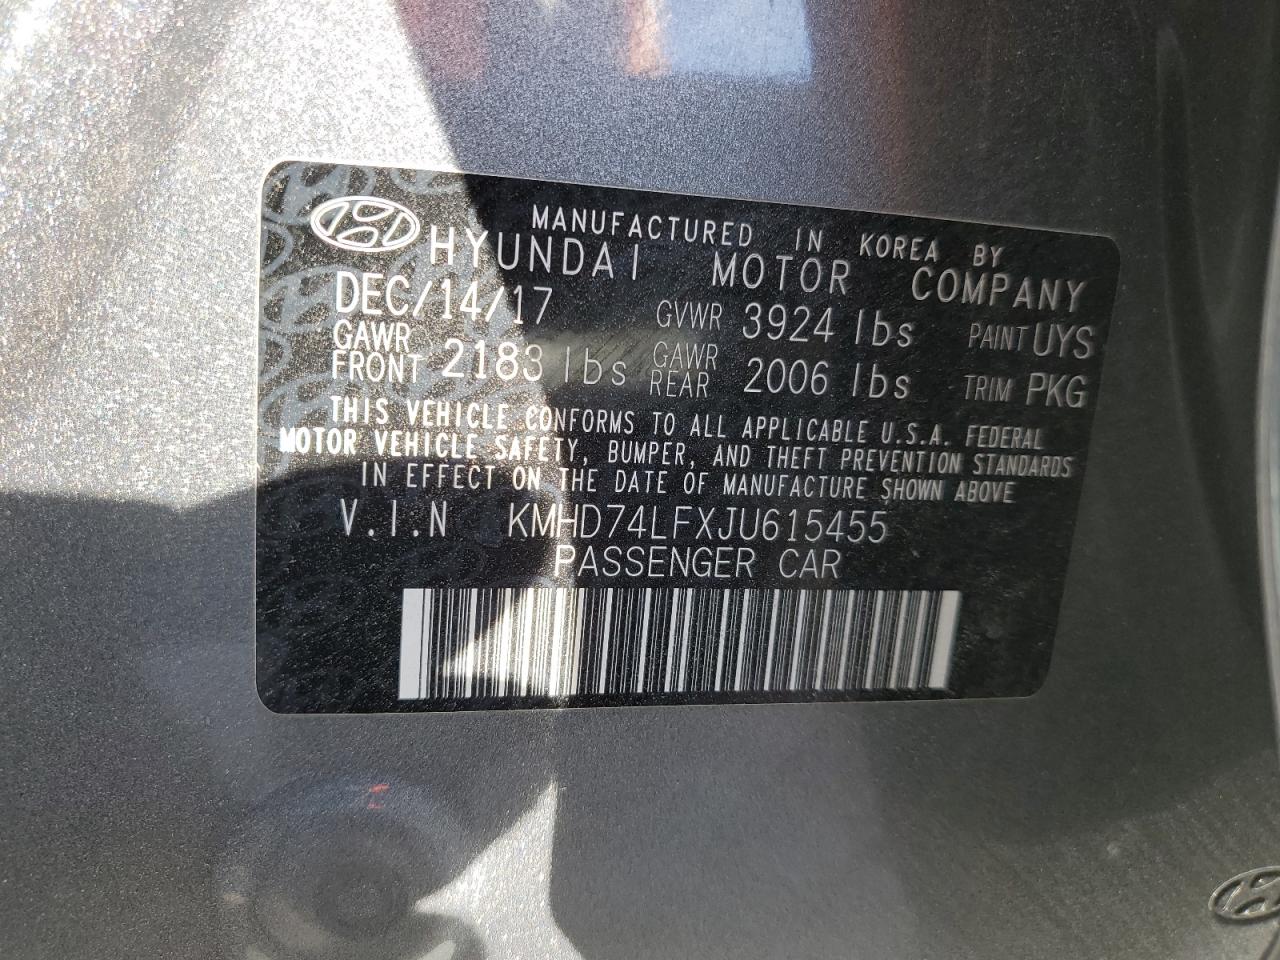 MANUFACTURED IN KOREA BY
HYUNDAI MOTOR COMPANY
DEC/14/17 GVWR 3924 lbs PAINT UYS
GAWR FRONT 2183 lbs GAWR REAR 2006 lbs TRIM PKG
THIS VEHICLE CONFORMS TO ALL APPLICABLE U.S.A. FEDERAL
MOTOR VEHICLE SAFETY, BUMPER, AND THEFT PREVENTION STANDARDS
IN EFFECT ON THE DATE OF MANUFACTURE SHOWN ABOVE
V.I.N KMHD74LFXJU615455
PASSENGER CAR